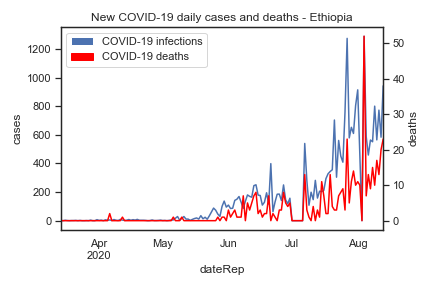 New COVID-19 daily cases and deaths - Ethiopia
COVID-19 infections
COVID-19 deaths
1200
1000
800
600
400
200
0
cases
50
40
30
20
10
0
deaths
Apr
2020
May
Jun
Jul
Aug
dateRep